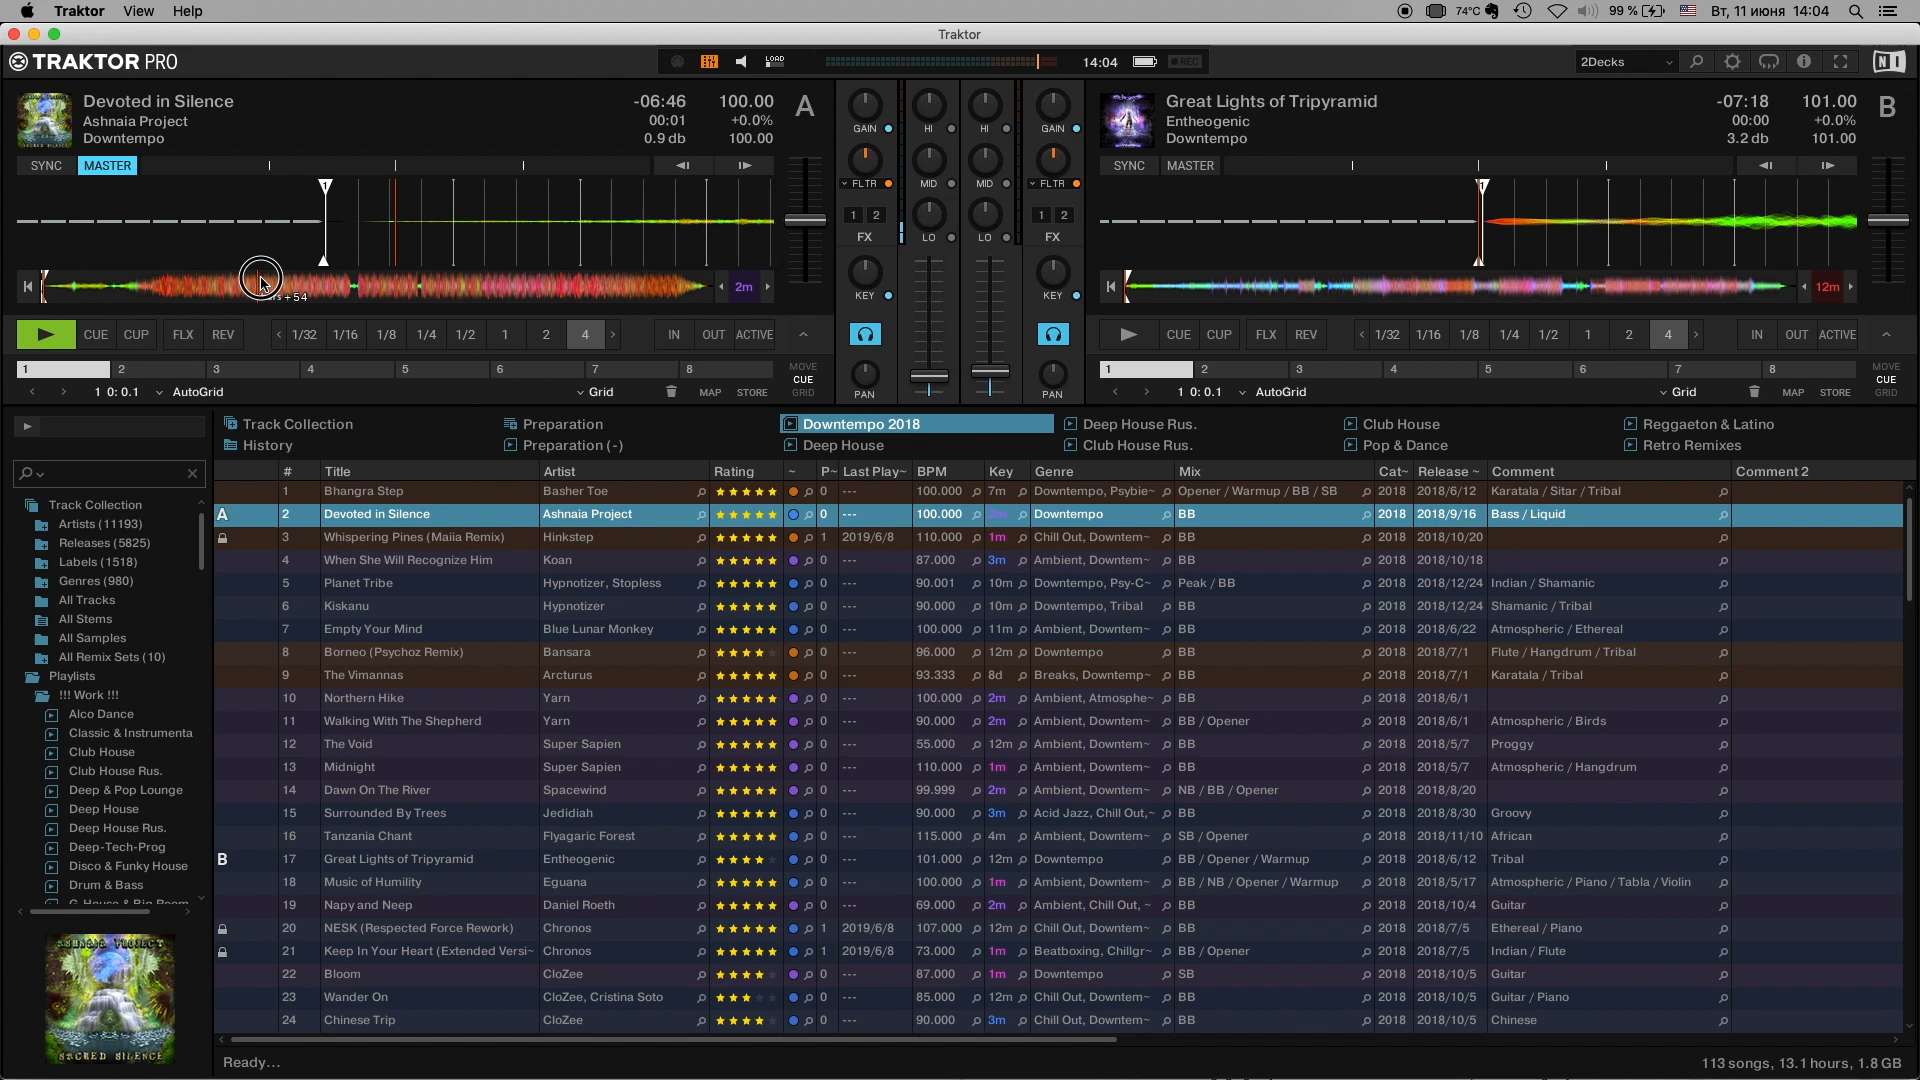 Traktor View Help 74°C 99 % Вт, 11 июня 14:04
Traktor
TRAKTOR PRO LOAD 14:04 REC 2Decks NI
Devoted in Silence -06:46 100.00 A
Ashnaia Project 00:01 +0.0%
Downtempo 0.9 db 100.00
SYNC MASTER
1
+ 54
2m
CUE CUP FLX REV 1/32 1/16 1/8 1/4 1/2 1 2 4 IN OUT ACTIVE
1 2 3 4 5 6 7 8 MOVE CUE GRID
1 0: 0.1 AutoGrid Grid MAP STORE
GAIN HI HI GAIN
FLTR MID MID FLTR
1 2 1 2
FX LO LO FX
KEY KEY
PAN PAN
Great Lights of Tripyramid -07:18 101.00 B
Entheogenic 00:00 +0.0%
Downtempo 3.2 db 101.00
SYNC MASTER
1
12m
CUE CUP FLX REV 1/32 1/16 1/8 1/4 1/2 1 2 4 IN OUT ACTIVE
1 2 3 4 5 6 7 8 MOVE CUE GRID
1 0: 0.1 AutoGrid Grid MAP STORE
Track Collection Preparation Downtempo 2018 Deep House Rus. Club House Reggaeton & Latino
History Preparation (-) Deep House Club House Rus. Pop & Dance Retro Remixes
Track Collection
Artists (11193)
Releases (5825)
Labels (1518)
Genres (980)
All Tracks
All Stems
All Samples
All Remix Sets (10)
Playlists
!!! Work !!!
Alco Dance
Classic & Instrumenta
Club House
Club House Rus.
Deep & Pop Lounge
Deep House
Deep House Rus.
Deep-Tech-Prog
Disco & Funky House
Drum & Bass
G-House & Big Room
ASHNAIA PROJECT
SACRED SILENCE
# Title Artist Rating ~ P~ Last Play~ BPM Key Genre Mix Cat~ Release ~ Comment Comment 2
1 Bhangra Step Basher Toe 0 --- 100.000 7m Downtempo, Psybie~ Opener / Warmup / BB / SB 2018 2018/6/12 Karatala / Sitar / Tribal
A 2 Devoted in Silence Ashnaia Project 0 --- 100.000 2m Downtempo BB 2018 2018/9/16 Bass / Liquid
3 Whispering Pines (Maiia Remix) Hinkstep 1 2019/6/8 110.000 1m Chill Out, Downtem~ BB 2018 2018/10/20
4 When She Will Recognize Him Koan 0 --- 87.000 3m Ambient, Downtem~ BB 2018 2018/10/18
5 Planet Tribe Hypnotizer, Stopless 0 --- 90.001 10m Downtempo, Psy-C~ Peak / BB 2018 2018/12/24 Indian / Shamanic
6 Kiskanu Hypnotizer 0 --- 90.000 10m Downtempo, Tribal BB 2018 2018/12/24 Shamanic / Tribal
7 Empty Your Mind Blue Lunar Monkey 0 --- 100.000 11m Ambient, Downtem~ BB 2018 2018/6/22 Atmospheric / Ethereal
8 Borneo (Psychoz Remix) Bansara 0 --- 96.000 12m Downtempo BB 2018 2018/7/1 Flute / Hangdrum / Tribal
9 The Vimannas Arcturus 0 --- 93.333 8d Breaks, Downtemp~ BB 2018 2018/7/1 Karatala / Tribal
10 Northern Hike Yarn 0 --- 100.000 2m Ambient, Atmosphe~ BB 2018 2018/6/1
11 Walking With The Shepherd Yarn 0 --- 90.000 2m Ambient, Downtem~ BB / Opener 2018 2018/6/1 Atmospheric / Birds
12 The Void Super Sapien 0 --- 55.000 12m Ambient, Downtem~ BB 2018 2018/5/7 Proggy
13 Midnight Super Sapien 0 --- 110.000 1m Ambient, Downtem~ BB 2018 2018/5/7 Atmospheric / Hangdrum
14 Dawn On The River Spacewind 0 --- 99.999 2m Ambient, Downtem~ NB / BB / Opener 2018 2018/8/20
15 Surrounded By Trees Jedidiah 0 --- 90.000 3m Acid Jazz, Chill Out,~ BB 2018 2018/8/30 Groovy
16 Tanzania Chant Flyagaric Forest 0 --- 115.000 4m Ambient, Downtem~ SB / Opener 2018 2018/11/10 African
B 17 Great Lights of Tripyramid Entheogenic 0 --- 101.000 12m Downtempo BB / Opener / Warmup 2018 2018/6/12 Tribal
18 Music of Humility Eguana 0 --- 100.000 1m Ambient, Downtem~ BB / NB / Opener / Warmup 2018 2018/5/17 Atmospheric / Piano / Tabla / Violin
19 Napy and Neep Daniel Roeth 0 --- 69.000 2m Ambient, Chill Out, ~ BB 2018 2018/10/4 Guitar
20 NESK (Respected Force Rework) Chronos 1 2019/6/8 107.000 12m Chill Out, Downtem~ BB 2018 2018/7/5 Ethereal / Piano
21 Keep In Your Heart (Extended Versi~ Chronos 1 2019/6/8 73.000 1m Beatboxing, Chillgr~ BB / Opener 2018 2018/7/5 Indian / Flute
22 Bloom CloZee 0 --- 87.000 1m Downtempo SB 2018 2018/10/5 Guitar
23 Wander On CloZee, Cristina Soto 0 --- 85.000 12m Chill Out, Downtem~ BB 2018 2018/10/5 Guitar / Piano
24 Chinese Trip CloZee 0 --- 90.000 3m Chill Out, Downtem~ BB 2018 2018/10/5 Chinese
Ready... 113 songs, 13.1 hours, 1.8 GB